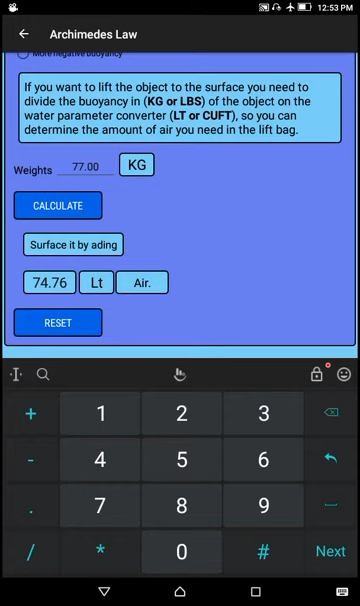 12:53 PM
Archimedes Law
More negative buoyancy
If you want to lift the object to the surface you need to
divide the buoyancy in (KG or LBS) of the object on the
water parameter converter (LT or CUFT), so you can
determine the amount of air you need in the lift bag.
Weights 77.00 KG
CALCULATE
Surface it by ading
74.76 Lt Air.
RESET
+ 1 2 3
- 4 5 6
. 7 8 9
/ * 0 # Next